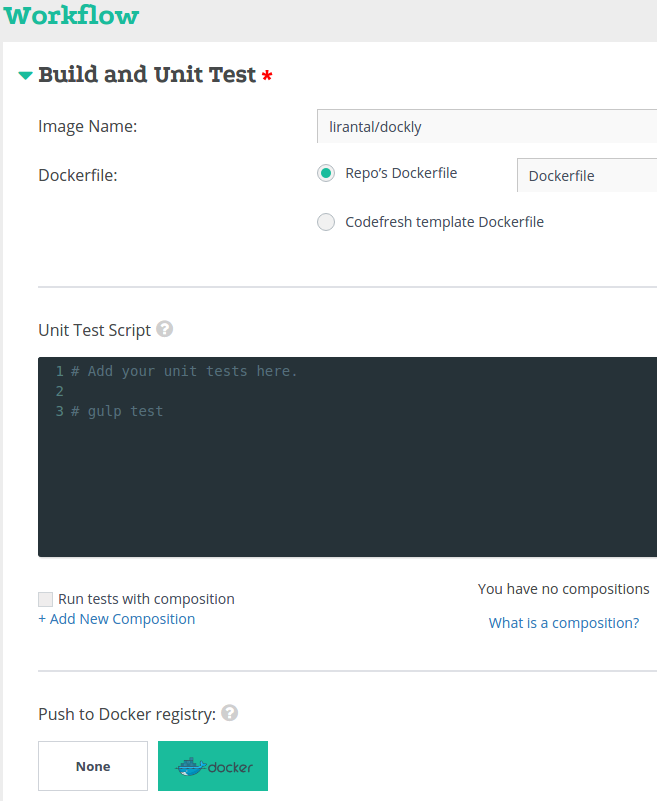 Workflow
Build and Unit Test *
Image Name:
lirantal/dockly
Dockerfile:
Repo's Dockerfile
Dockerfile
Codefresh template Dockerfile
Unit Test Script ?
1 # Add your unit tests here.
2
3 # gulp test
Run tests with composition
You have no compositions
+ Add New Composition
What is a composition?
Push to Docker registry: ?
None
docker